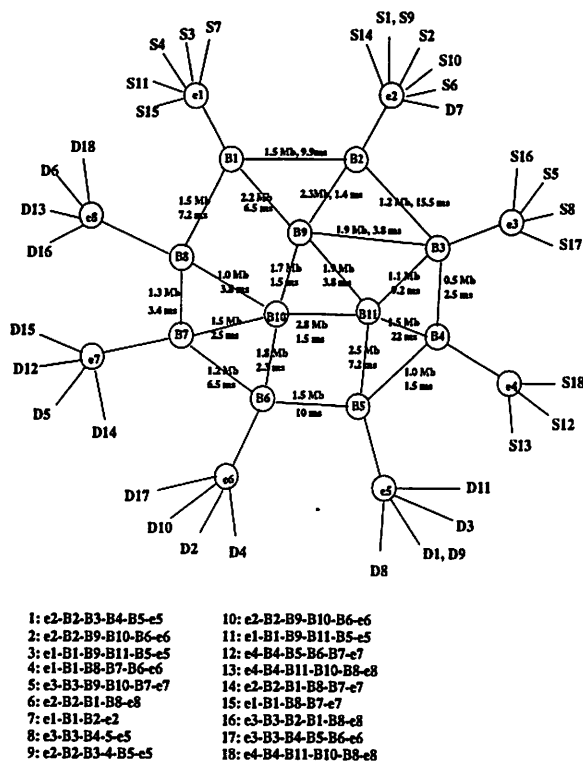 S1, S9
S7
S3
S4
S14
S2
S10
S11
S6
S15
e1
e2
D7
S16
D18
1.5 Mb, 9.9ms
S5
B1
B2
D6
2.3Mb, 1.4 ms
1.2 Mb, 15.5 ms
1.5 Mb
7.2 ms
2.2 Mb
6.5 ms
S8
D13
e8
B9
e3
1.9 Mb, 3.8 ms
S17
D16
B3
B8
1.0 Mb
3.8 ms
1.7 Mb
1.5 ms
1.9 Mb
3.8 ms
1.1 Mb
0.5 Mb
2.5 ms
1.3 Mb
3.4 ms
B10
B11
D15
1.5 Mb
2.5 ms
2.8 Mb
1.5 ms
1.5 Mb
22 ms
B7
B4
e7
D12
1.8 Mb
2.5 Mb
7.2 ms
1.2 Mb
6.5 ms
1.0 Mb
1.5 ms
D5
S18
e4
D14
B6
1.5 Mb
10 ms
B5
S12
S13
e6
e5
D17
D11
D10
D3
D2
D4
D1, D9
D8
1: e2-B2-B3-B4-B5-e5
2: e2-B2-B9-B10-B6-e6
3: e1-B1-B9-B11-B5-e5
4: e1-B1-B8-B7-B6-e6
5: e3-B3-B9-B10-B7-e7
6: e2-B2-B1-B8-e8
7: e1-B1-B2-e2
8: e3-B3-B4-5-e5
9: e2-B2-B3-4-B5-e5
10: e2-B2-B9-B10-B6-e6
11: e1-B1-B9-B11-B5-e5
12: e4-B4-B5-B6-B7-e7
13: e4-B4-B11-B10-B8-e8
14: e2-B2-B1-B8-B7-e7
15: e1-B1-B8-B7-e7
16: e3-B3-B2-B1-B8-e8
17: e3-B3-B4-B5-B6-e6
18: e4-B4-B11-B10-B8-e8